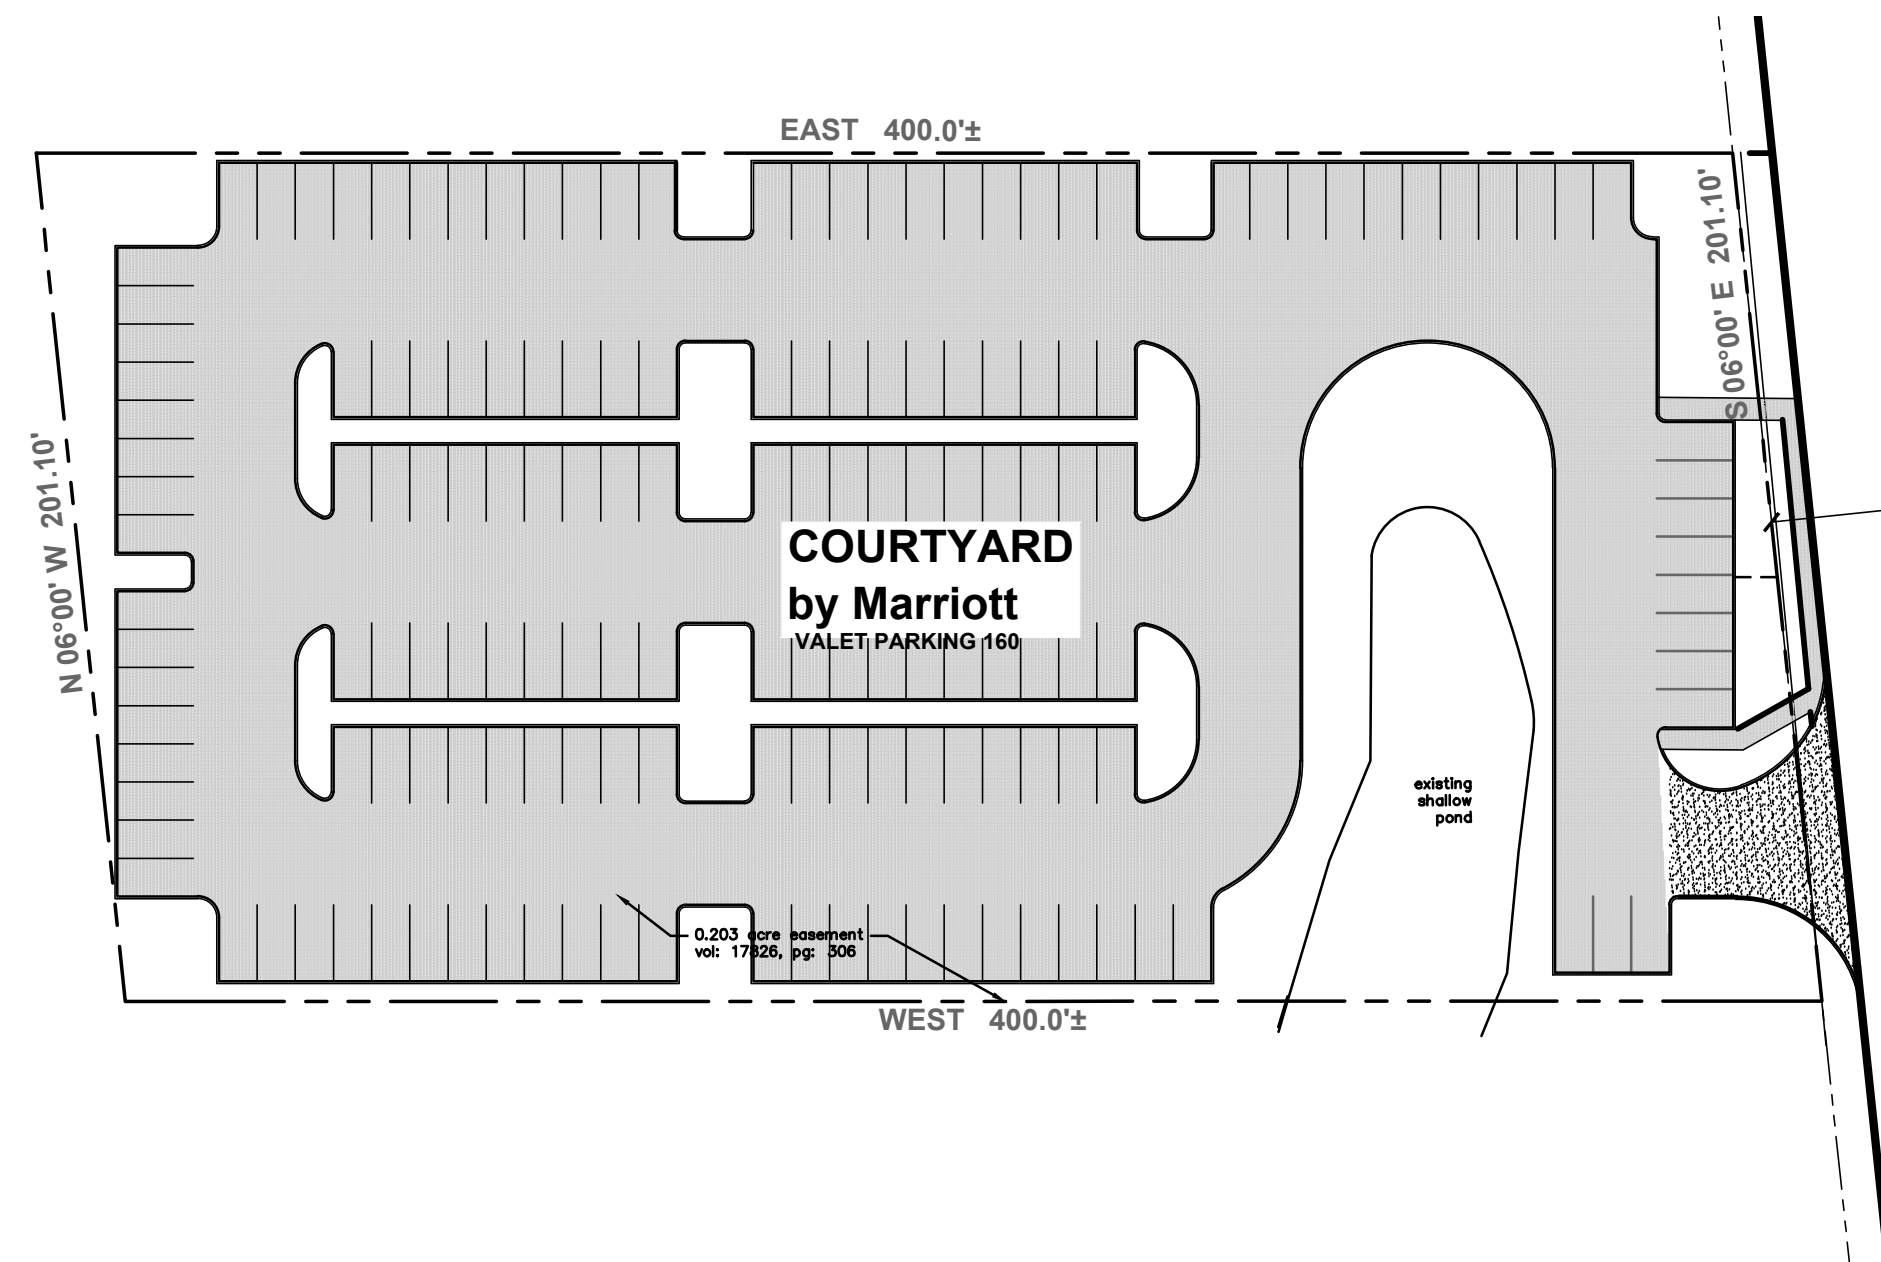 EAST 400.0'±
S 06°00' E 201.10'
N 06°00' W 201.10'
COURTYARD
by Marriott
VALET PARKING 160
existing
shallow
pond
0.203 acre easement
vol: 17826, pg: 306
WEST 400.0'±